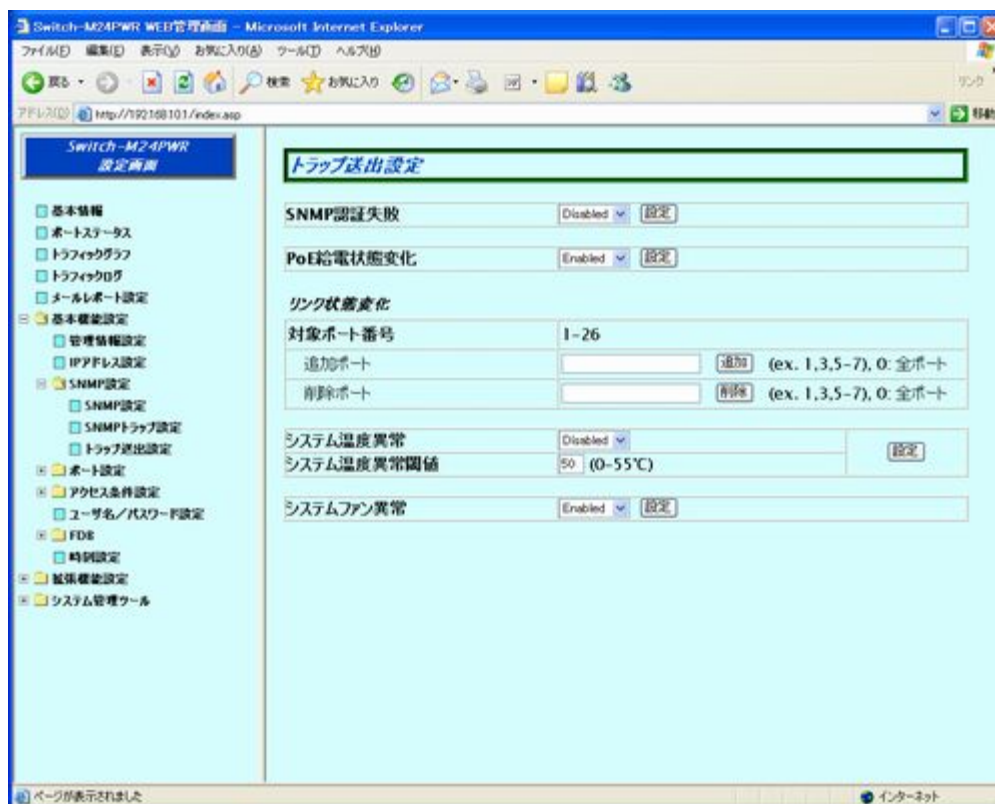 Switch-M24PWR WEB管理画面 - Microsoft Internet Explorer
ファイル(F) 編集(E) 表示(V) お気に入り(A) ツール(T) ヘルプ(H)
戻る 検索 お気に入り リンク
アドレス(D) http://192.168.10.1/index.asp 移動
Switch-M24PWR
設定画面
基本情報
ポートステータス
トラフィックグラフ
トラフィックログ
メールレポート設定
基本機能設定
管理情報設定
IPアドレス設定
SNMP設定
SNMP設定
SNMPトラップ設定
トラップ送出設定
ポート設定
アクセス条件設定
ユーザ名／パスワード設定
FDB
時刻設定
拡張機能設定
システム管理ツール
トラップ送出設定
SNMP認証失敗 Disabled 設定
PoE給電状態変化 Enabled 設定
リンク状態変化
対象ポート番号 1-26
追加ポート 追加 (ex. 1,3,5-7), 0: 全ポート
削除ポート 削除 (ex. 1,3,5-7), 0: 全ポート
システム温度異常 Disabled
システム温度異常閾値 50 (0-55℃) 設定
システムファン異常 Enabled 設定
ページが表示されました インターネット